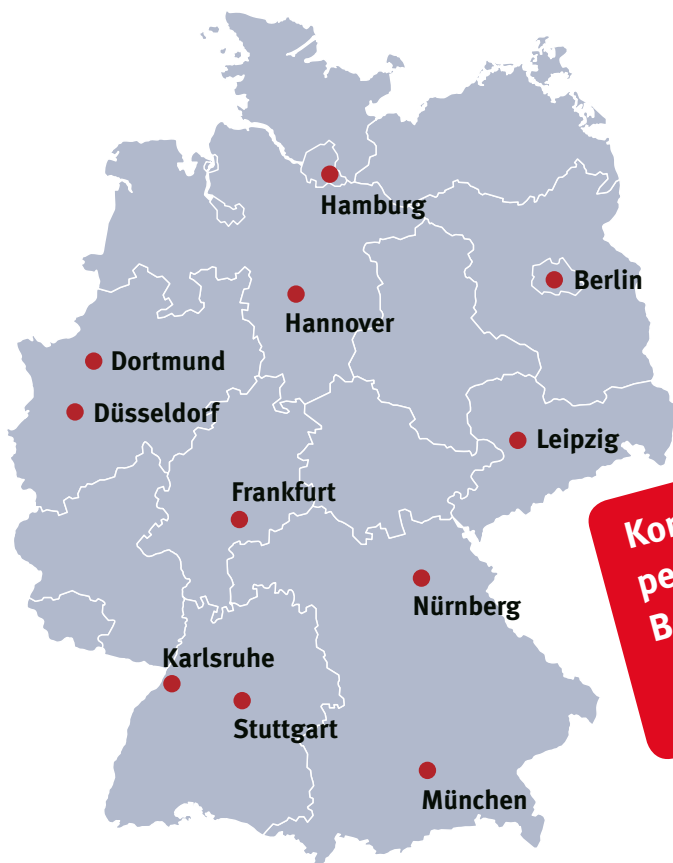 Hamburg
Berlin
Hannover
Dortmund
Düsseldorf
Leipzig
Frankfurt
Nürnberg
Karlsruhe
Stuttgart
München